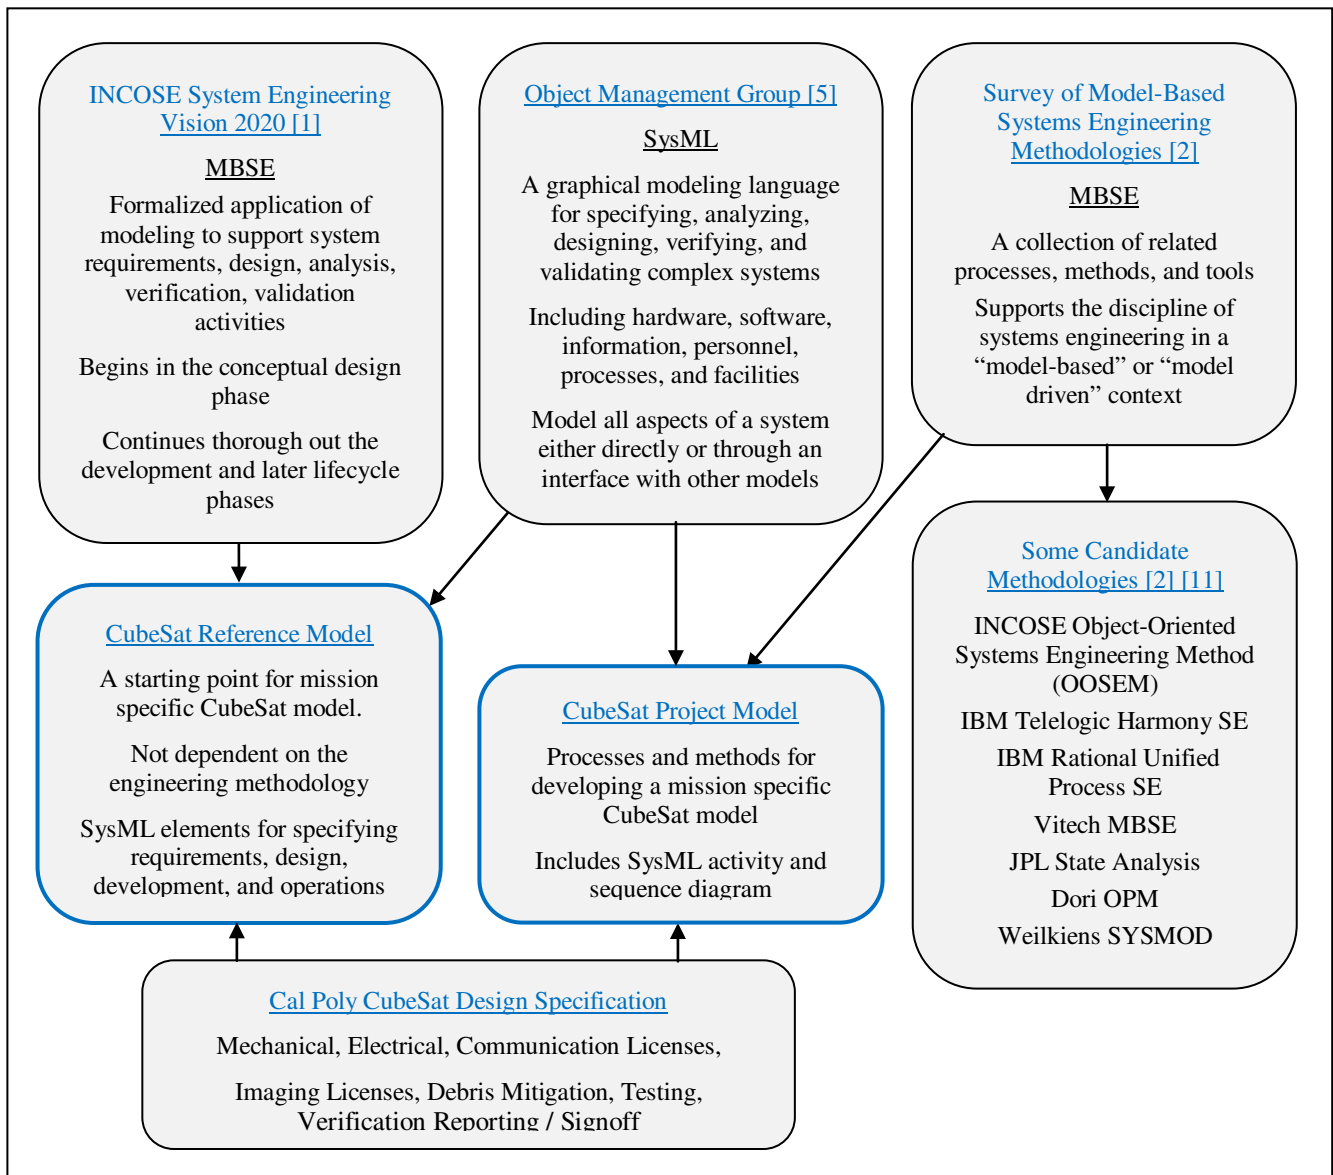 INCOSE System Engineering
Vision 2020 [1]
MBSE
Formalized application of
modeling to support system
requirements, design, analysis,
verification, validation
activities
Begins in the conceptual design
phase
Continues thorough out the
development and later lifecycle
phases
Object Management Group [5]
SysML
A graphical modeling language
for specifying, analyzing,
designing, verifying, and
validating complex systems
Including hardware, software,
information, personnel,
processes, and facilities
Model all aspects of a system
either directly or through an
interface with other models
Survey of Model-Based
Systems Engineering
Methodologies [2]
MBSE
A collection of related
processes, methods, and tools
Supports the discipline of
systems engineering in a
“model-based” or “model
driven” context
CubeSat Reference Model
A starting point for mission
specific CubeSat model.
Not dependent on the
engineering methodology
SysML elements for specifying
requirements, design,
development, and operations
CubeSat Project Model
Processes and methods for
developing a mission specific
CubeSat model
Includes SysML activity and
sequence diagram
Some Candidate
Methodologies [2] [11]
INCOSE Object-Oriented
Systems Engineering Method
(OOSEM)
IBM Telelogic Harmony SE
IBM Rational Unified
Process SE
Vitech MBSE
JPL State Analysis
Dori OPM
Weilkiens SYSMOD
Cal Poly CubeSat Design Specification
Mechanical, Electrical, Communication Licenses,
Imaging Licenses, Debris Mitigation, Testing,
Verification Reporting / Signoff